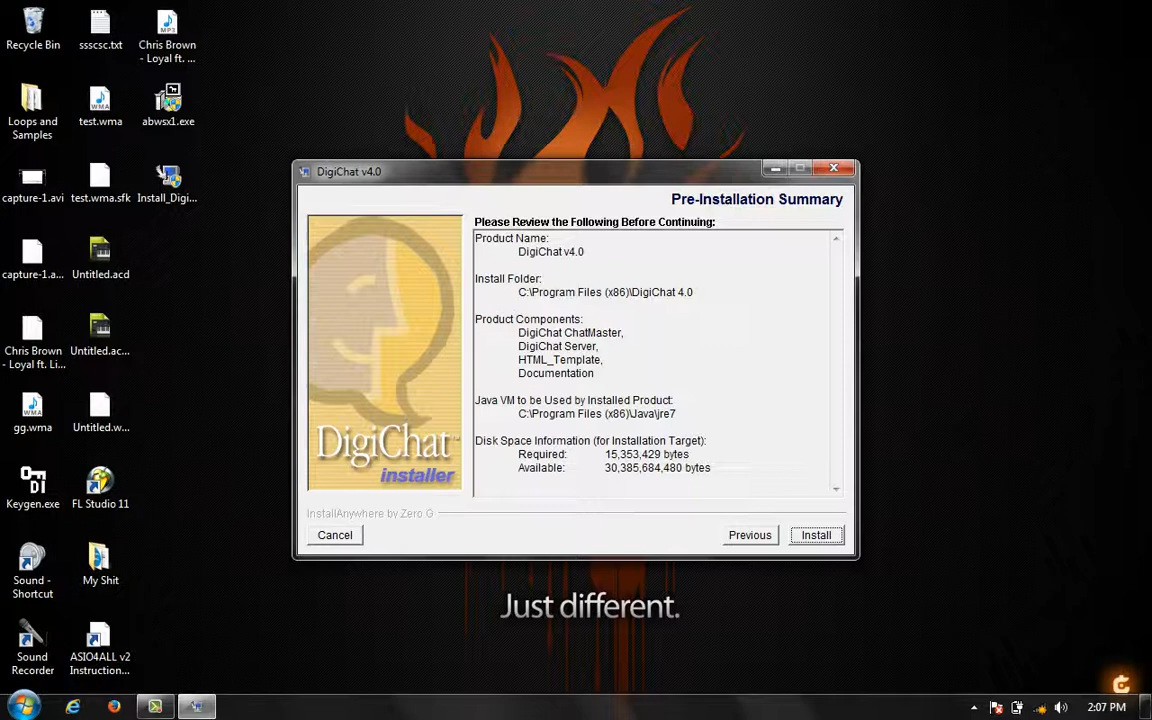 Recycle Bin
ssscsc.txt
Chris Brown
- Loyal ft. ...
Loops and
Samples
test.wma
abwsx1.exe
capture-1.avi
test.wma.sfk
Install_Digi...
capture-1.a...
Untitled.acd
Chris Brown
- Loyal ft. Li...
Untitled.ac...
gg.wma
Untitled.w...
DI
Keygen.exe
FL Studio 11
Sound -
Shortcut
My Shit
Sound
Recorder
ASIO4ALL v2
Instruction...
DigiChat v4.0
Pre-Installation Summary
Please Review the Following Before Continuing:
Product Name:
DigiChat v4.0
Install Folder:
C:\Program Files (x86)\DigiChat 4.0
Product Components:
DigiChat ChatMaster,
DigiChat Server,
HTML_Template,
Documentation
Java VM to be Used by Installed Product:
C:\Program Files (x86)\Java\jre7
Disk Space Information (for Installation Target):
Required: 15,353,429 bytes
Available: 30,385,684,480 bytes
DigiChat™
installer
InstallAnywhere by Zero G
Cancel
Previous
Install
Just different.
2:07 PM